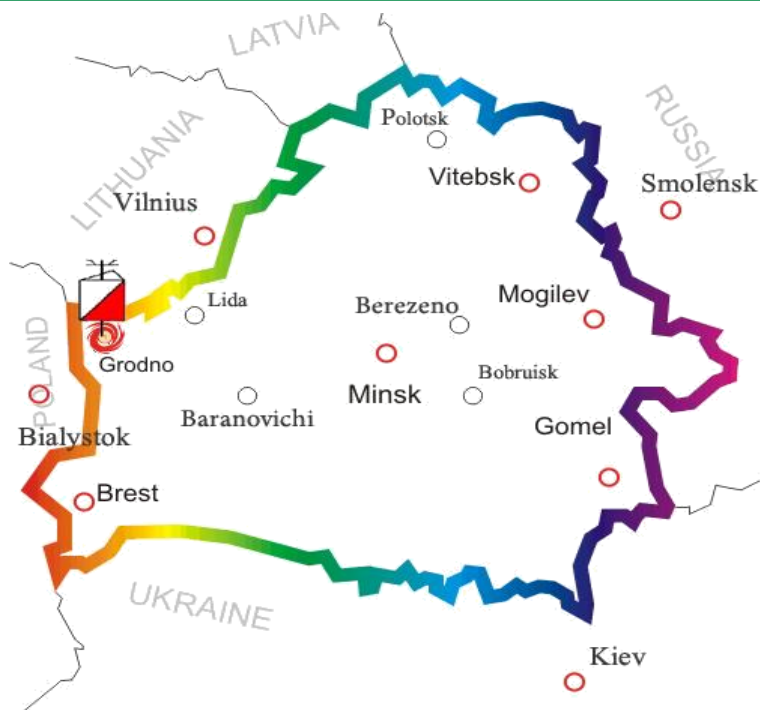 LATVIA
RUSSIA
LITHUANIA
Polotsk
Vitebsk
Smolensk
Vilnius
Lida
Berezeno
Mogilev
POLAND
Grodno
Minsk
Bobruisk
Baranovichi
Gomel
Bialystok
Brest
UKRAINE
Kiev